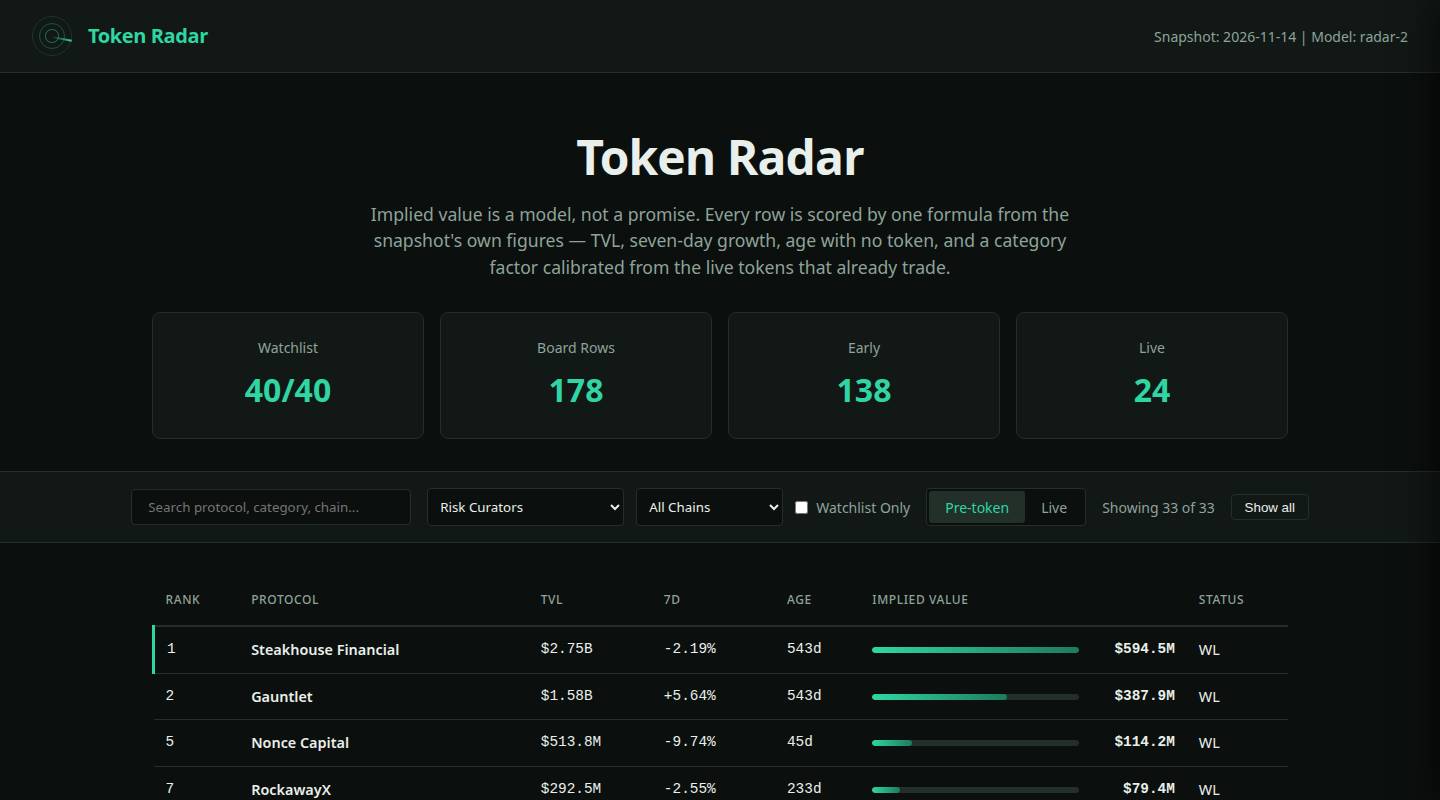 Token Radar
Snapshot: 2026-11-14 | Model: radar-2
Token Radar
Implied value is a model, not a promise. Every row is scored by one formula from the
snapshot's own figures — TVL, seven-day growth, age with no token, and a category
factor calibrated from the live tokens that already trade.
Watchlist
40/40
Board Rows
178
Early
138
Live
24
Search protocol, category, chain...
Risk Curators
All Chains
Watchlist Only
Pre-token
Live
Showing 33 of 33
Show all
RANK PROTOCOL TVL 7D AGE IMPLIED VALUE STATUS
1 Steakhouse Financial $2.75B -2.19% 543d $594.5M WL
2 Gauntlet $1.58B +5.64% 543d $387.9M WL
5 Nonce Capital $513.8M -9.74% 45d $114.2M WL
7 RockawayX $292.5M -2.55% 233d $79.4M WL